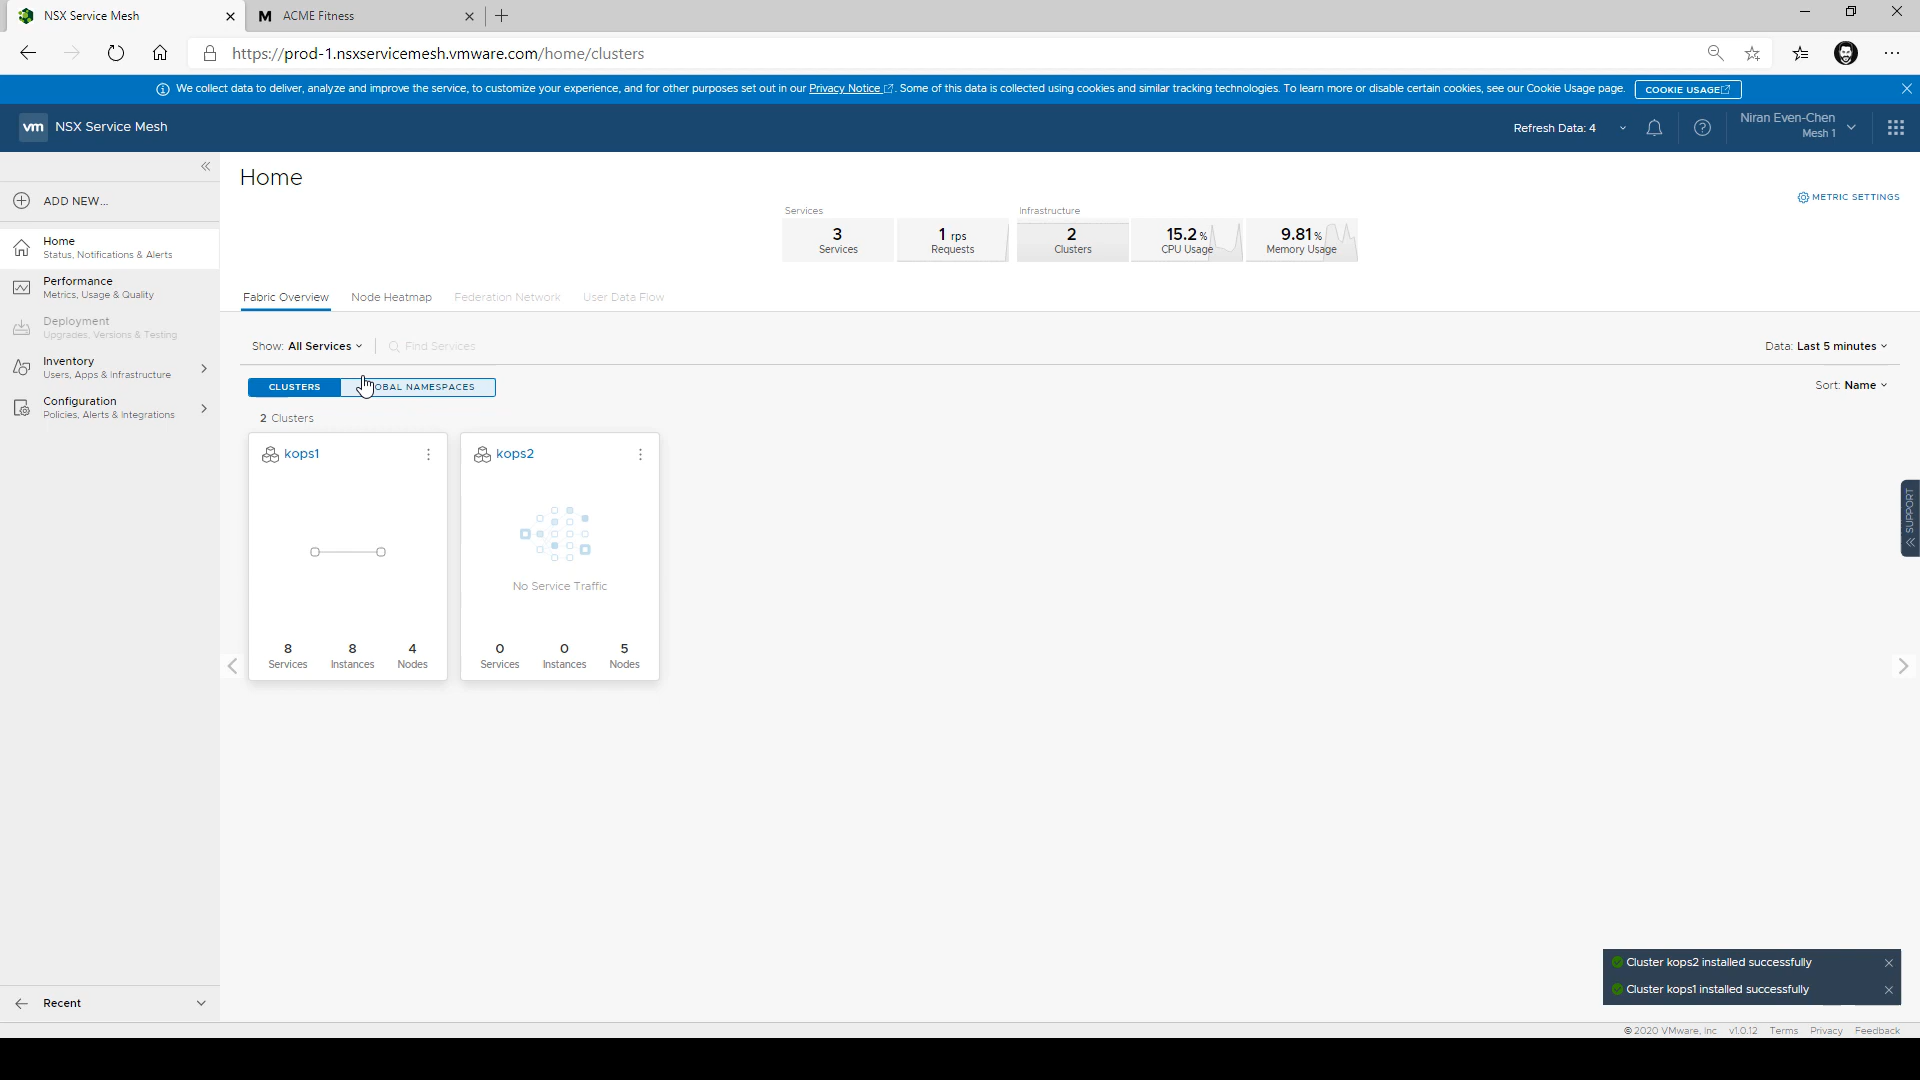 NSX Service Mesh
M ACME Fitness
https://prod-1.nsxservicemesh.vmware.com/home/clusters
We collect data to deliver, analyze and improve the service, to customize your experience, and for other purposes set out in our Privacy Notice. Some of this data is collected using cookies and similar tracking technologies. To learn more or disable certain cookies, see our Cookie Usage page. COOKIE USAGE
vm NSX Service Mesh
Refresh Data: 4
Niran Even-Chen
Mesh 1
ADD NEW...
Home
Status, Notifications & Alerts
Performance
Metrics, Usage & Quality
Deployment
Upgrades, Versions & Testing
Inventory
Users, Apps & Infrastructure
Configuration
Policies, Alerts & Integrations
Recent
Home
METRIC SETTINGS
Services
Infrastructure
3
Services
1 rps
Requests
2
Clusters
15.2 %
CPU Usage
9.81 %
Memory Usage
Fabric Overview Node Heatmap Federation Network User Data Flow
Show: All Services Find Services
Data: Last 5 minutes
CLUSTERS NAMESPACES
Sort: Name
2 Clusters
kops1
8 8 4
Services Instances Nodes
kops2
No Service Traffic
0 0 5
Services Instances Nodes
SUPPORT
Cluster kops2 installed successfully
Cluster kops1 installed successfully
© 2020 VMware, Inc v1.0.12 Terms Privacy Feedback